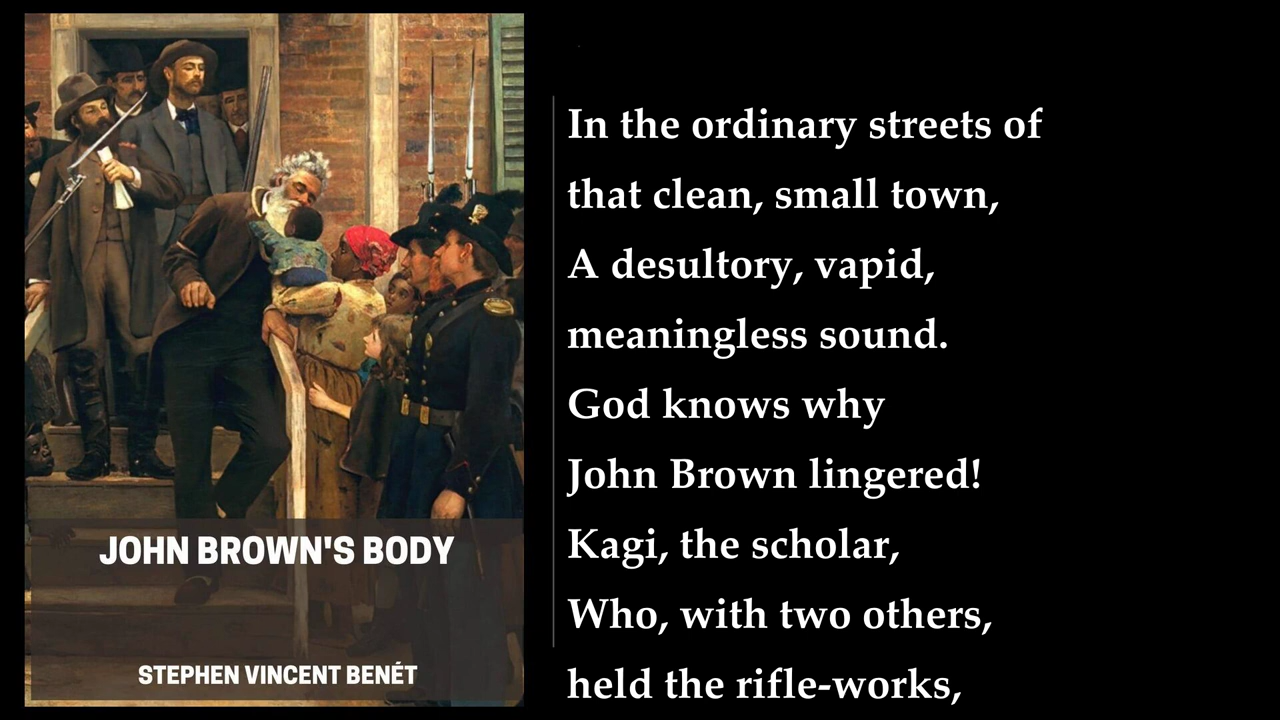 JOHN BROWN'S BODY
STEPHEN VINCENT BENÉT
In the ordinary streets of
that clean, small town,
A desultory, vapid,
meaningless sound.
God knows why
John Brown lingered!
Kagi, the scholar,
Who, with two others,
held the rifle-works,